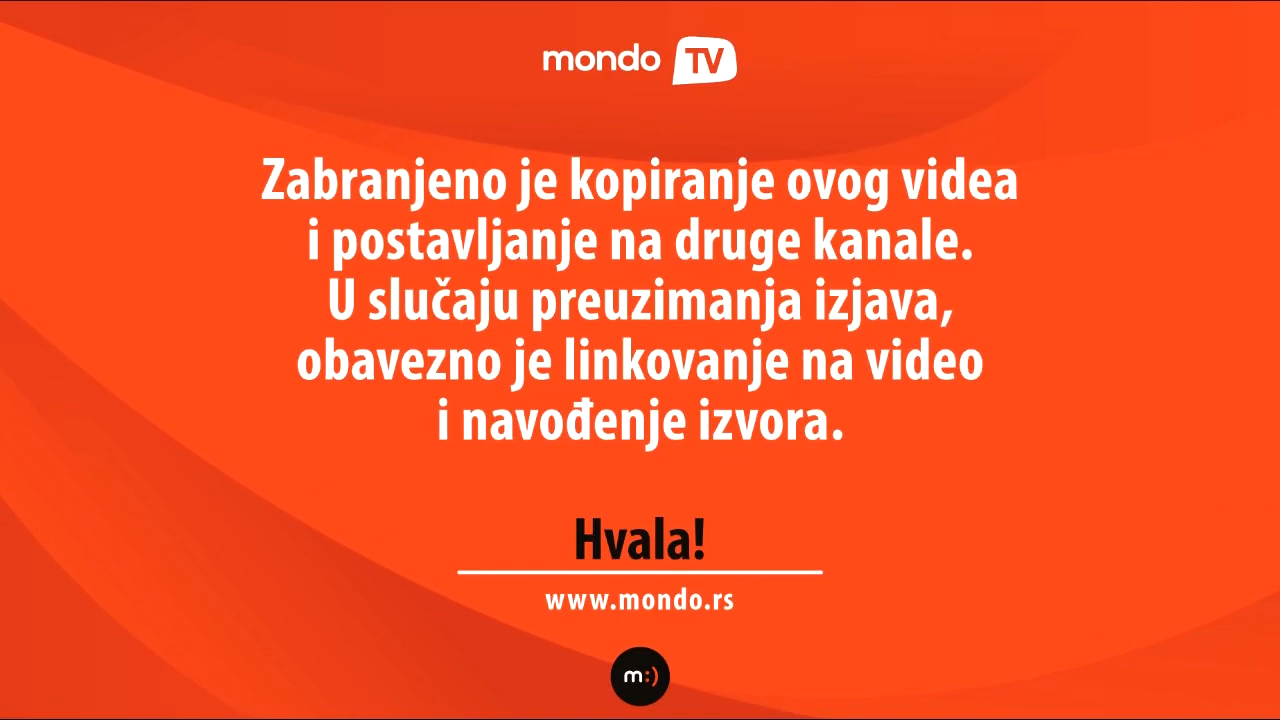 mondo TV
Zabranjeno je kopiranje ovog videa
i postavljanje na druge kanale.
U slučaju preuzimanja izjava,
obavezno je linkovanje na video
i navođenje izvora.
Hvala!
www.mondo.rs
m:)